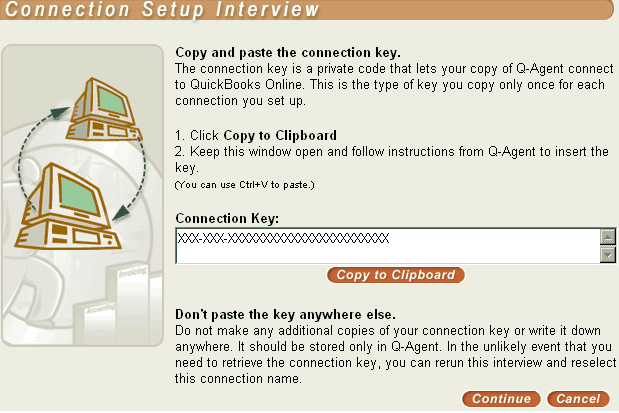 Connection Setup Interview
Copy and paste the connection key.
The connection key is a private code that lets your copy of Q-Agent connect
to QuickBooks Online. This is the type of key you copy only once for each
connection you set up.
1. Click Copy to Clipboard
2. Keep this window open and follow instructions from Q-Agent to insert the
key.
(You can use Ctrl+V to paste.)
Connection Key:
XXX-XXX-XXXXXXXXXXXXXXXXXXXXXXXX
Copy to Clipboard
Invoicing
Accounting
Don't paste the key anywhere else.
Do not make any additional copies of your connection key or write it down
anywhere. It should be stored only in Q-Agent. In the unlikely event that you
need to retrieve the connection key, you can rerun this interview and reselect
this connection name.
Continue
Cancel